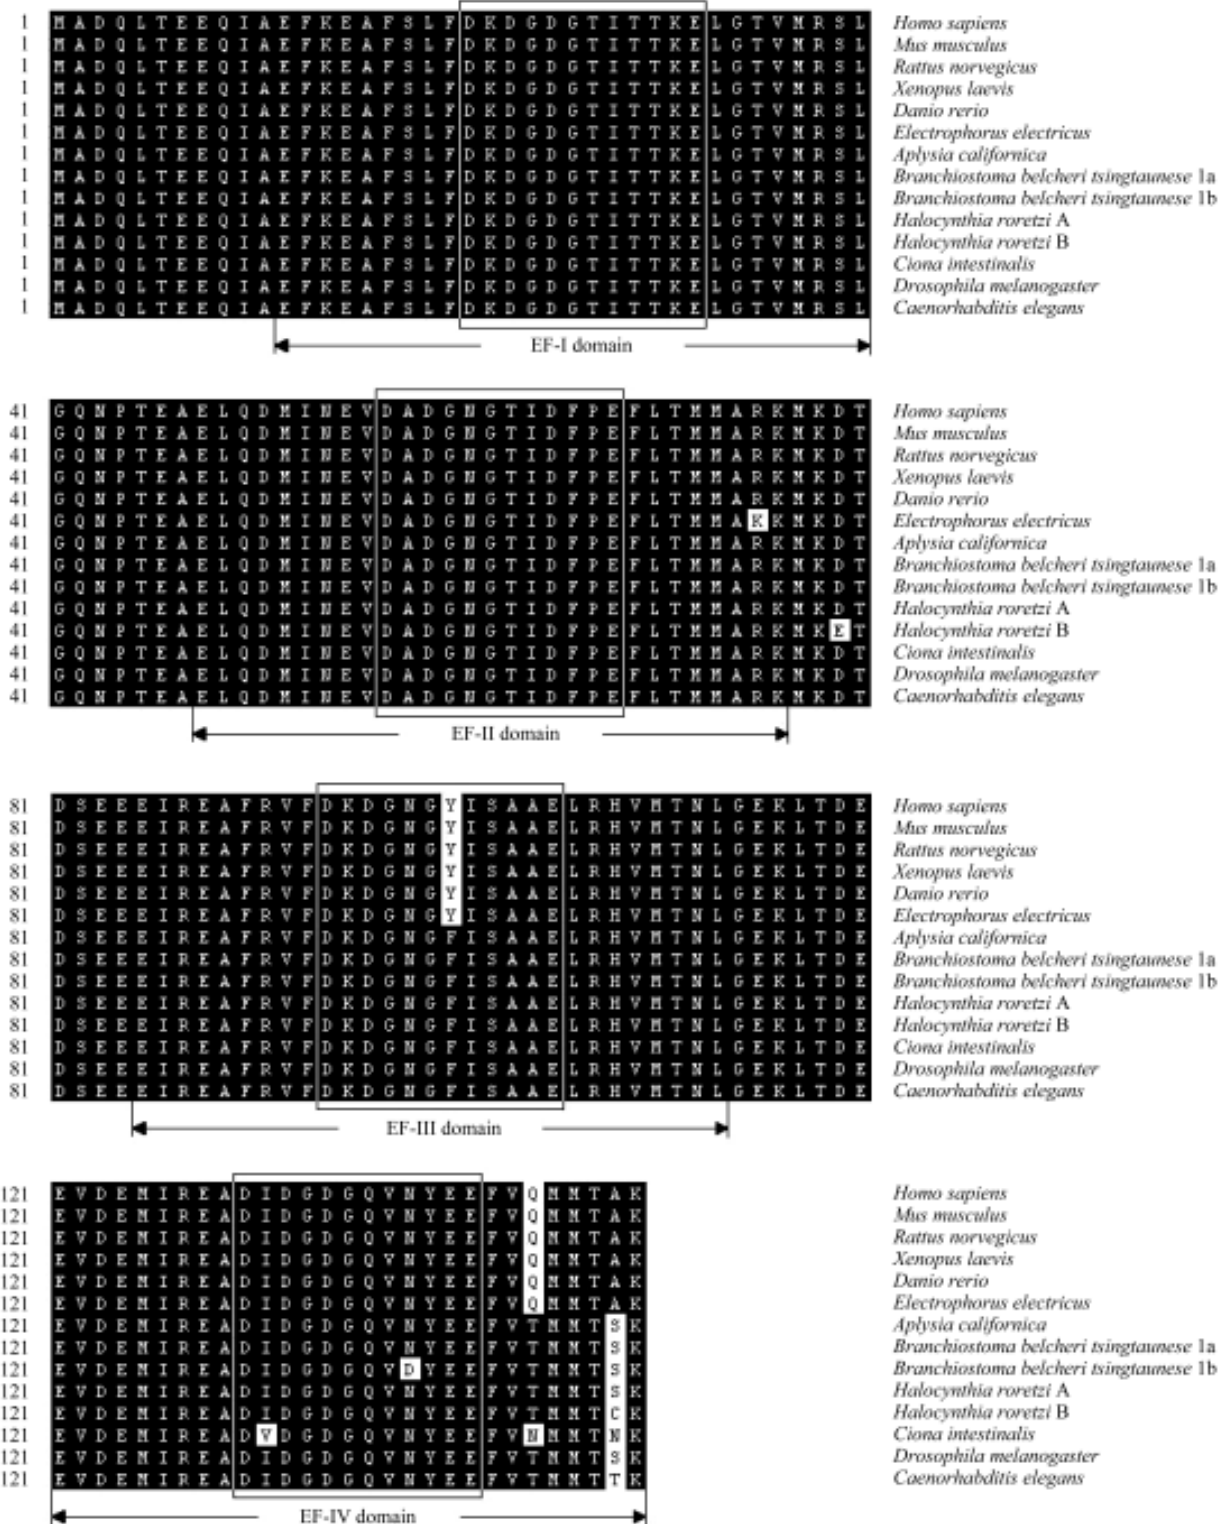 1 M A D Q L T E E Q I A E F K E A F S L F D K D G D G T I T T K E L G T V M R S L Homo sapiens
1 M A D Q L T E E Q I A E F K E A F S L F D K D G D G T I T T K E L G T V M R S L Mus musculus
1 M A D Q L T E E Q I A E F K E A F S L F D K D G D G T I T T K E L G T V M R S L Rattus norvegicus
1 M A D Q L T E E Q I A E F K E A F S L F D K D G D G T I T T K E L G T V M R S L Xenopus laevis
1 M A D Q L T E E Q I A E F K E A F S L F D K D G D G T I T T K E L G T V M R S L Danio rerio
1 M A D Q L T E E Q I A E F K E A F S L F D K D G D G T I T T K E L G T V M R S L Electrophorus electricus
1 M A D Q L T E E Q I A E F K E A F S L F D K D G D G T I T T K E L G T V M R S L Aplysia californica
1 M A D Q L T E E Q I A E F K E A F S L F D K D G D G T I T T K E L G T V M R S L Branchiostoma belcheri tsingtaunese 1a
1 M A D Q L T E E Q I A E F K E A F S L F D K D G D G T I T T K E L G T V M R S L Branchiostoma belcheri tsingtaunese 1b
1 M A D Q L T E E Q I A E F K E A F S L F D K D G D G T I T T K E L G T V M R S L Halocynthia roretzi A
1 M A D Q L T E E Q I A E F K E A F S L F D K D G D G T I T T K E L G T V M R S L Halocynthia roretzi B
1 M A D Q L T E E Q I A E F K E A F S L F D K D G D G T I T T K E L G T V M R S L Ciona intestinalis
1 M A D Q L T E E Q I A E F K E A F S L F D K D G D G T I T T K E L G T V M R S L Drosophila melanogaster
1 M A D Q L T E E Q I A E F K E A F S L F D K D G D G T I T T K E L G T V M R S L Caenorhabditis elegans
EF-I domain
41 G Q N P T E A E L Q D M I N E V D A D G N G T I D F P E F L T M M A R K M K D T Homo sapiens
41 G Q N P T E A E L Q D M I N E V D A D G N G T I D F P E F L T M M A R K M K D T Mus musculus
41 G Q N P T E A E L Q D M I N E V D A D G N G T I D F P E F L T M M A R K M K D T Rattus norvegicus
41 G Q N P T E A E L Q D M I N E V D A D G N G T I D F P E F L T M M A R K M K D T Xenopus laevis
41 G Q N P T E A E L Q D M I N E V D A D G N G T I D F P E F L T M M A R K M K D T Danio rerio
41 G Q N P T E A E L Q D M I N E V D A D G N G T I D F P E F L T M M A K K M K D T Electrophorus electricus
41 G Q N P T E A E L Q D M I N E V D A D G N G T I D F P E F L T M M A R K M K D T Aplysia californica
41 G Q N P T E A E L Q D M I N E V D A D G N G T I D F P E F L T M M A R K M K D T Branchiostoma belcheri tsingtaunese 1a
41 G Q N P T E A E L Q D M I N E V D A D G N G T I D F P E F L T M M A R K M K D T Branchiostoma belcheri tsingtaunese 1b
41 G Q N P T E A E L Q D M I N E V D A D G N G T I D F P E F L T M M A R K M K D T Halocynthia roretzi A
41 G Q N P T E A E L Q D M I N E V D A D G N G T I D F P E F L T M M A R K M K E T Halocynthia roretzi B
41 G Q N P T E A E L Q D M I N E V D A D G N G T I D F P E F L T M M A R K M K D T Ciona intestinalis
41 G Q N P T E A E L Q D M I N E V D A D G N G T I D F P E F L T M M A R K M K D T Drosophila melanogaster
41 G Q N P T E A E L Q D M I N E V D A D G N G T I D F P E F L T M M A R K M K D T Caenorhabditis elegans
EF-II domain
81 D S E E E I R E A F R V F D K D G N G Y I S A A E L R H V M T N L G E K L T D E Homo sapiens
81 D S E E E I R E A F R V F D K D G N G Y I S A A E L R H V M T N L G E K L T D E Mus musculus
81 D S E E E I R E A F R V F D K D G N G Y I S A A E L R H V M T N L G E K L T D E Rattus norvegicus
81 D S E E E I R E A F R V F D K D G N G Y I S A A E L R H V M T N L G E K L T D E Xenopus laevis
81 D S E E E I R E A F R V F D K D G N G Y I S A A E L R H V M T N L G E K L T D E Danio rerio
81 D S E E E I R E A F R V F D K D G N G Y I S A A E L R H V M T N L G E K L T D E Electrophorus electricus
81 D S E E E I R E A F R V F D K D G N G F I S A A E L R H V M T N L G E K L T D E Aplysia californica
81 D S E E E I R E A F R V F D K D G N G F I S A A E L R H V M T N L G E K L T D E Branchiostoma belcheri tsingtaunese 1a
81 D S E E E I R E A F R V F D K D G N G F I S A A E L R H V M T N L G E K L T D E Branchiostoma belcheri tsingtaunese 1b
81 D S E E E I R E A F R V F D K D G N G F I S A A E L R H V M T N L G E K L T D E Halocynthia roretzi A
81 D S E E E I R E A F R V F D K D G N G F I S A A E L R H V M T N L G E K L T D E Halocynthia roretzi B
81 D S E E E I R E A F R V F D K D G N G F I S A A E L R H V M T N L G E K L T D E Ciona intestinalis
81 D S E E E I R E A F R V F D K D G N G F I S A A E L R H V M T N L G E K L T D E Drosophila melanogaster
81 D S E E E I R E A F R V F D K D G N G F I S A A E L R H V M T N L G E K L T D E Caenorhabditis elegans
EF-III domain
121 E V D E M I R E A D I D G D G Q V N Y E E F V Q M M T A K Homo sapiens
121 E V D E M I R E A D I D G D G Q V N Y E E F V Q M M T A K Mus musculus
121 E V D E M I R E A D I D G D G Q V N Y E E F V Q M M T A K Rattus norvegicus
121 E V D E M I R E A D I D G D G Q V N Y E E F V Q M M T A K Xenopus laevis
121 E V D E M I R E A D I D G D G Q V N Y E E F V Q M M T A K Danio rerio
121 E V D E M I R E A D I D G D G Q V N Y E E F V Q M M T A K Electrophorus electricus
121 E V D E M I R E A D I D G D G Q V N Y E E F V T M M T S K Aplysia californica
121 E V D E M I R E A D I D G D G Q V N Y E E F V T M M T S K Branchiostoma belcheri tsingtaunese 1a
121 E V D E M I R E A D I D G D G Q V D Y E E F V T M M T S K Branchiostoma belcheri tsingtaunese 1b
121 E V D E M I R E A D I D G D G Q V N Y E E F V T M M T S K Halocynthia roretzi A
121 E V D E M I R E A D I D G D G Q V N Y E E F V T M M T C K Halocynthia roretzi B
121 E V D E M I R E A D V D G D G Q V N Y E E F V N M M T N K Ciona intestinalis
121 E V D E M I R E A D I D G D G Q V N Y E E F V T M M T S K Drosophila melanogaster
121 E V D E M I R E A D I D G D G Q V N Y E E F V T M M T T K Caenorhabditis elegans
EF-IV domain